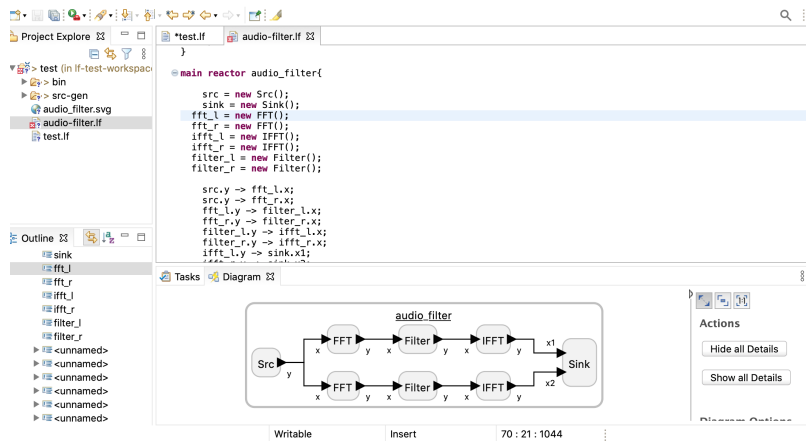 Project Explore
*test.lf
audio-filter.lf
> test (in lf-test-workspac
> bin
> src-gen
audio_filter.svg
audio-filter.lf
test.lf
}
main reactor audio_filter{
src = new Src();
sink = new Sink();
fft_l = new FFT();
fft_r = new FFT();
ifft_l = new IFFT();
ifft_r = new IFFT();
filter_l = new Filter();
filter_r = new Filter();
src.y -> fft_l.x;
src.y -> fft_r.x;
fft_l.y -> filter_l.x;
fft_r.y -> filter_r.x;
filter_l.y -> ifft_l.x;
filter_r.y -> ifft_r.x;
ifft_l.y -> sink.x1;
ifft_r.y -> sink.x2;
Outline
sink
fft_l
fft_r
ifft_l
ifft_r
filter_l
filter_r
<unnamed>
<unnamed>
<unnamed>
<unnamed>
<unnamed>
<unnamed>
Tasks
Diagram
audio_filter
Src
y
x
FFT
y
x
Filter
y
x
IFFT
y
x1
x
FFT
y
x
Filter
y
x
IFFT
y
x2
Sink
Actions
Hide all Details
Show all Details
Diagram Options
Writable
Insert
70 : 21 : 1044